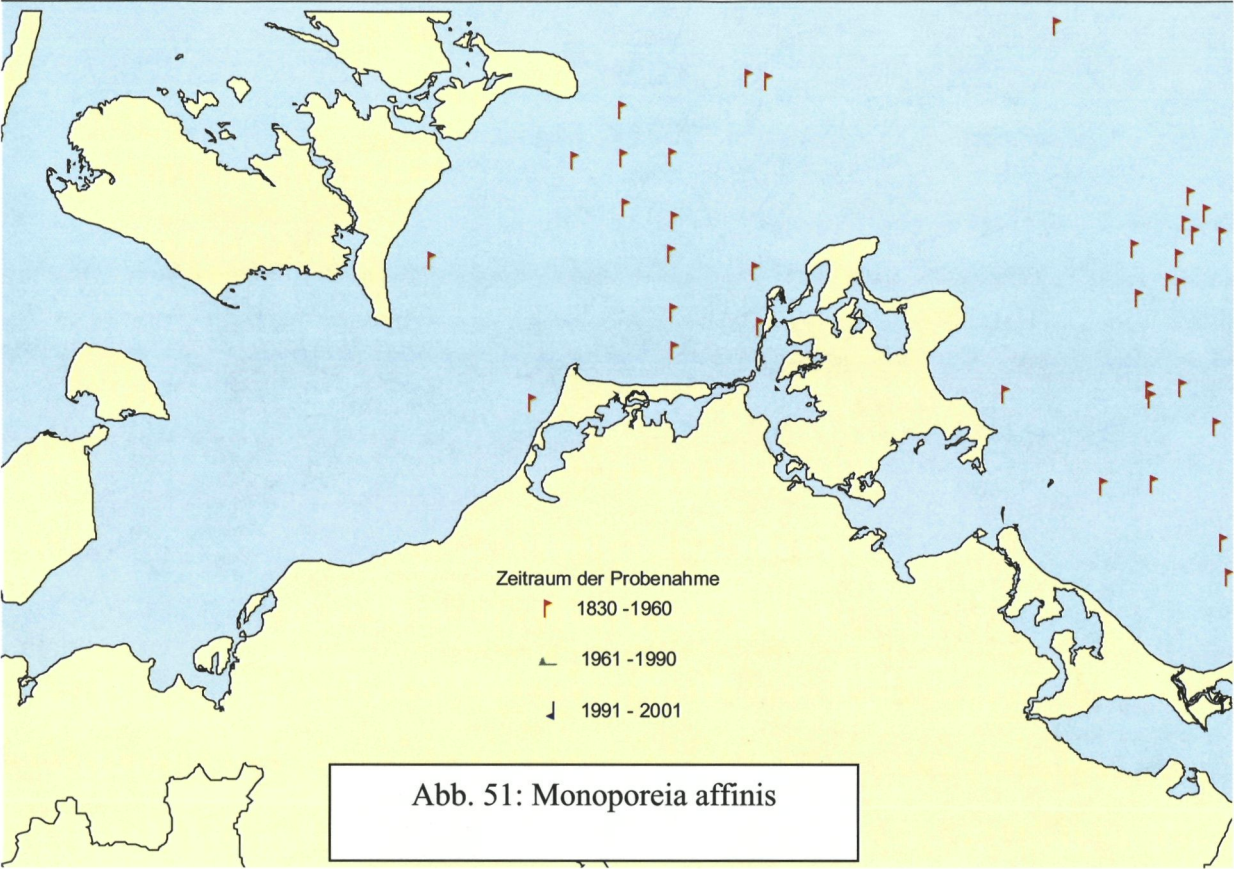 Zeitraum der Probenahme
1830 -1960
1961 -1990
1991 - 2001
Abb. 51: Monoporeia affinis